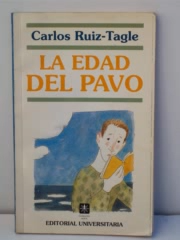 Carlos Ruiz-Tagle
LA EDAD
DEL PAVO
EDITORIAL UNIVERSITARIA